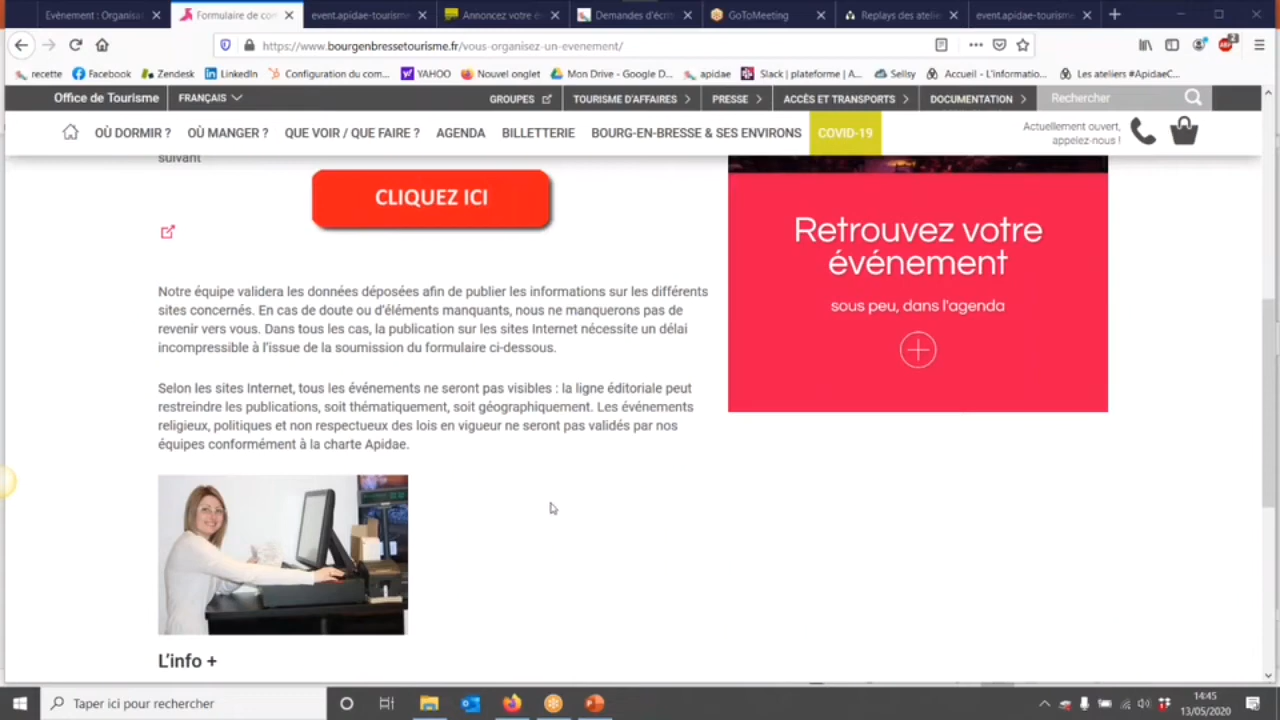 Evènement : Organisa
Formulaire de con
event.apidae-tourisme
Annoncez votre é
Demandes d'écri
GoToMeeting
Replays des atelie
event.apidae-tourisme
https://www.bourgenbressetourisme.fr/vous-organisez-un-evenement/
recette
Facebook
Zendesk
LinkedIn
Configuration du com...
YAHOO
Nouvel onglet
Mon Drive - Google D...
apidae
Slack | plateforme | A...
Sellsy
Accueil - L'informatio...
Les ateliers #ApidaeC...
Office de Tourisme
FRANÇAIS
GROUPES
TOURISME D'AFFAIRES
PRESSE
ACCÈS ET TRANSPORTS
DOCUMENTATION
Rechercher
OÙ DORMIR ?
OÙ MANGER ?
QUE VOIR / QUE FAIRE ?
AGENDA
BILLETTERIE
BOURG-EN-BRESSE & SES ENVIRONS
COVID-19
Actuellement ouvert,
appelez-nous !
suivant
CLIQUEZ ICI
Notre équipe validera les données déposées afin de publier les informations sur les différents
sites concernés. En cas de doute ou d'éléments manquants, nous ne manquerons pas de
revenir vers vous. Dans tous les cas, la publication sur les sites Internet nécessite un délai
incompressible à l'issue de la soumission du formulaire ci-dessous.
Selon les sites Internet, tous les événements ne seront pas visibles : la ligne éditoriale peut
restreindre les publications, soit thématiquement, soit géographiquement. Les événements
religieux, politiques et non respectueux des lois en vigueur ne seront pas validés par nos
équipes conformément à la charte Apidae.
L'info +
Retrouvez votre
événement
sous peu, dans l'agenda
Taper ici pour rechercher
14:45
13/05/2020